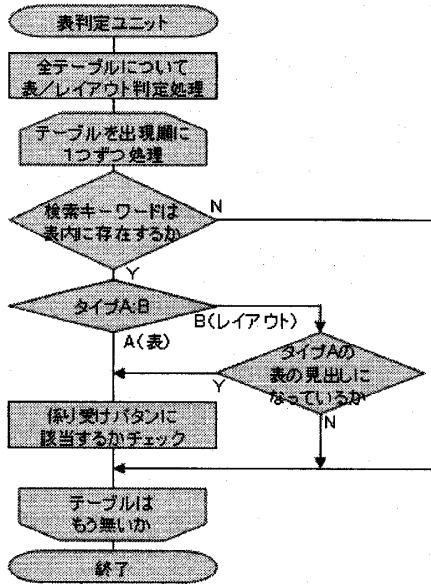 表判定ユニット
全テーブルについて
表／レイアウト判定処理
テーブルを出現順に
1つずつ処理
検索キーワードは
表内に存在するか
N
Y
タイプA,B
B(レイアウト)
A(表)
タイプAの
表の見出しに
なっているか
Y
N
係り受けパタンに
該当するかチェック
テーブルは
もう無いか
終了